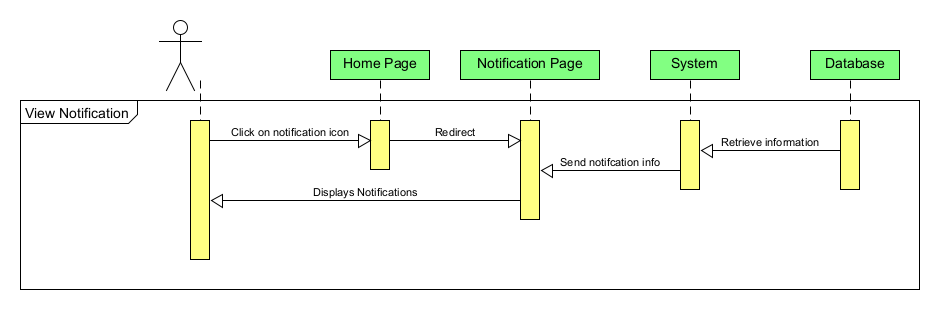 Home Page
Notification Page
System
Database
View Notification
Click on notification icon
Redirect
Retrieve information
Send notifcation info
Displays Notifications